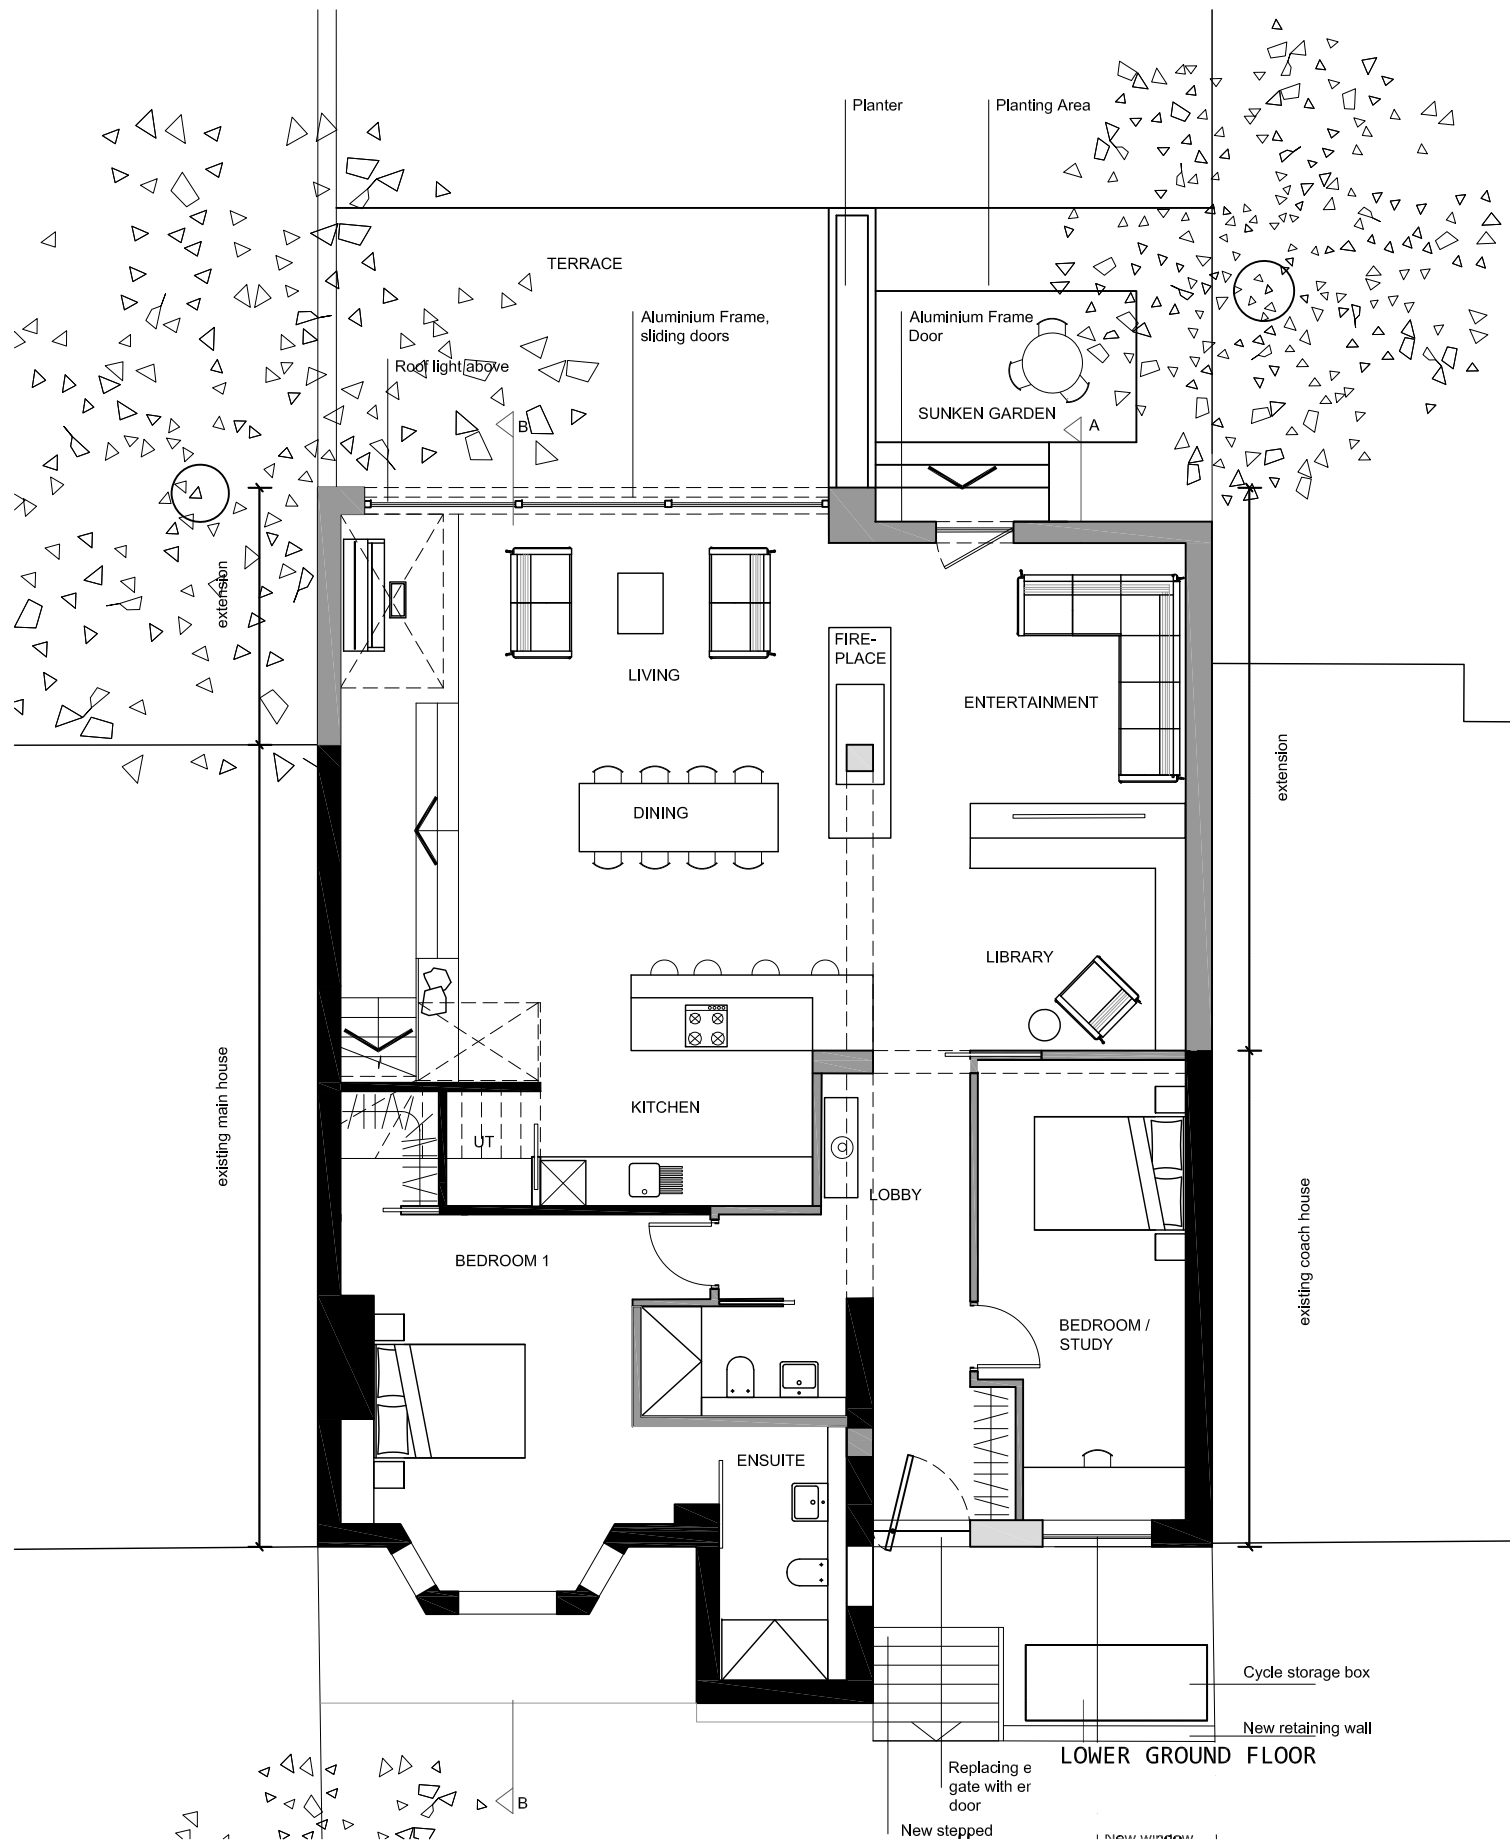 Planter
Planting Area
TERRACE
Aluminium Frame,
sliding doors
Aluminium Frame
Door
Roof light above
SUNKEN GARDEN
B
A
extension
FIRE-
PLACE
LIVING
ENTERTAINMENT
extension
DINING
LIBRARY
existing main house
KITCHEN
UT
LOBBY
existing coach house
BEDROOM 1
BEDROOM /
STUDY
ENSUITE
Cycle storage box
New retaining wall
LOWER GROUND FLOOR
Replacing e
gate with er
door
B
New stepped
New window